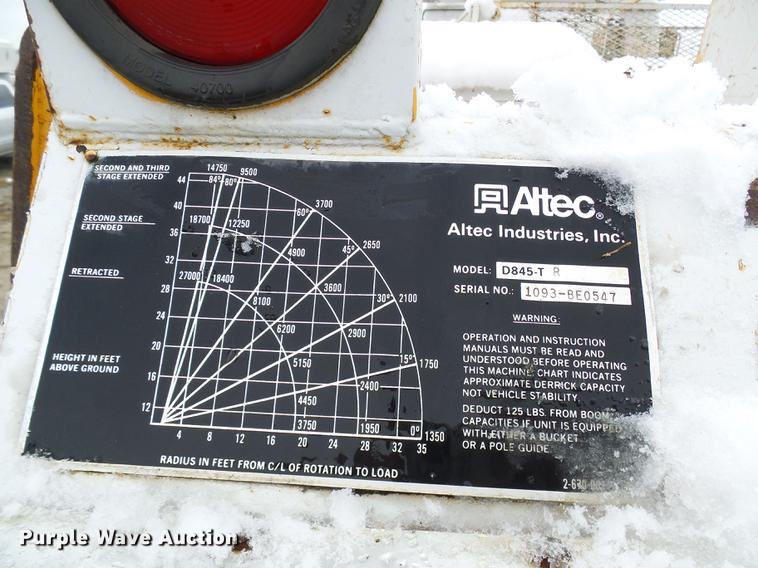 MODEL 40700
SECOND AND THIRD
STAGE EXTENDED
14750
9500
44
84°
80°
3700
60°
40
SECOND STAGE
EXTENDED
18700
12250
2650
45°
36
4900
RETRACTED
32
27000
18400
3600
28
8100
30°
2100
24
6200
2900
HEIGHT IN FEET
ABOVE GROUND
20
5150
15°
1750
16
2400
4450
12
3750
1950
0°
1350
4
8
12
16
20
24
28
32
35
RADIUS IN FEET FROM C/L OF ROTATION TO LOAD
Altec®
Altec Industries, Inc.
MODEL: D845-T R
SERIAL NO.: 1093-BE0547
WARNING:
OPERATION AND INSTRUCTION
MANUALS MUST BE READ AND
UNDERSTOOD BEFORE OPERATING
THIS MACHINE. CHART INDICATES
APPROXIMATE DERRICK CAPACITY
NOT VEHICLE STABILITY.
DEDUCT 125 LBS. FROM BOOM
CAPACITIES IF UNIT IS EQUIPPED
WITH EITHER A BUCKET
OR A POLE GUIDE.
Purple Wave Auction